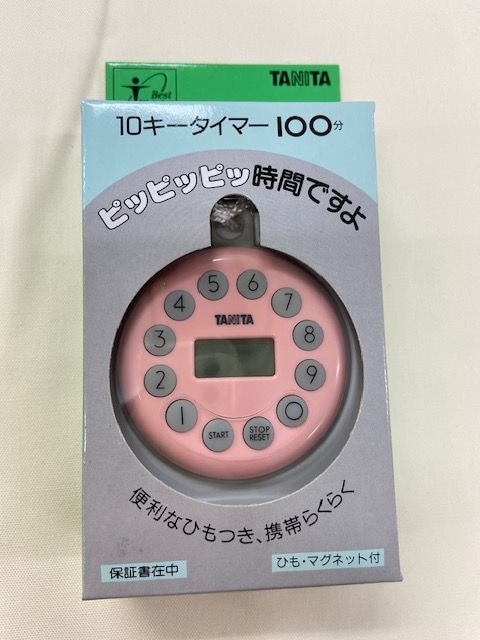 Best
TANITA
10キータイマー 100分
ピッピッピッ時間ですよ
5 6
4 7
TANITA
3 8
2 9
1 0
START STOP RESET
便利なひもつき、携帯らくらく
保証書在中
ひも・マグネット付